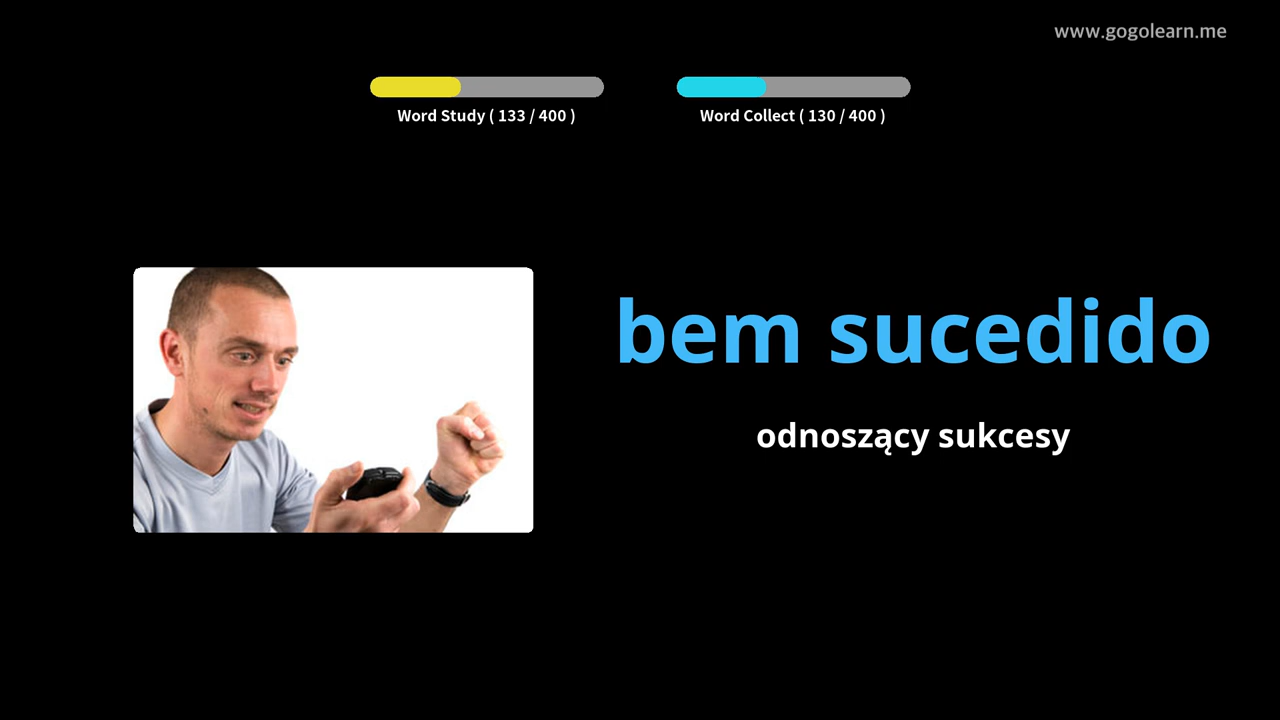 www.gogolearn.me
Word Study ( 133 / 400 )
Word Collect ( 130 / 400 )
bem sucedido
odnoszący sukcesy